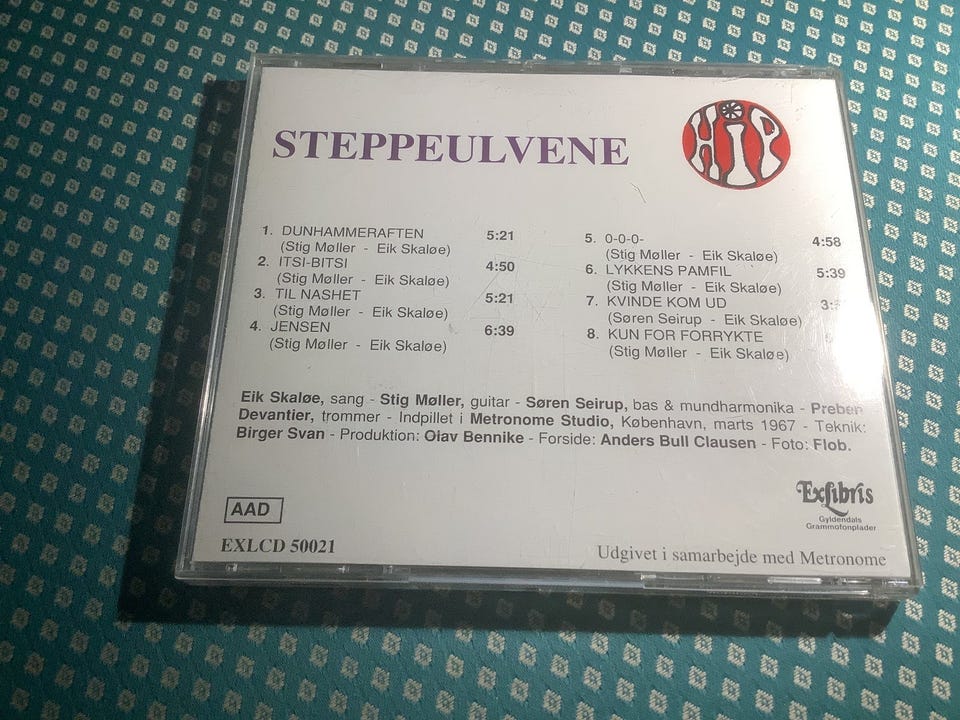 STEPPEULVENE
HIP
1. DUNHAMMERAFTEN 5:21
(Stig Møller - Eik Skaløe)
2. ITSI-BITSI 4:50
(Stig Møller - Eik Skaløe)
3. TIL NASHET 5:21
(Stig Møller - Eik Skaløe)
4. JENSEN 6:39
(Stig Møller - Eik Skaløe)
5. 0-0-0- 4:58
(Stig Møller - Eik Skaløe)
6. LYKKENS PAMFIL 5:39
(Stig Møller - Eik Skaløe)
7. KVINDE KOM UD
(Søren Seirup - Eik Skaløe)
8. KUN FOR FORRYKTE
(Stig Møller - Eik Skaløe)
Eik Skaløe, sang - Stig Møller, guitar - Søren Seirup, bas & mundharmonika - Preben
Devantier, trommer - Indpillet i Metronome Studio, København, marts 1967 - Teknik:
Birger Svan - Produktion: Olav Bennike - Forside: Anders Bull Clausen - Foto: Flob.
AAD
EXLCD 50021
Exlibris
Gyldendals
Grammofonplader
Udgivet i samarbejde med Metronome